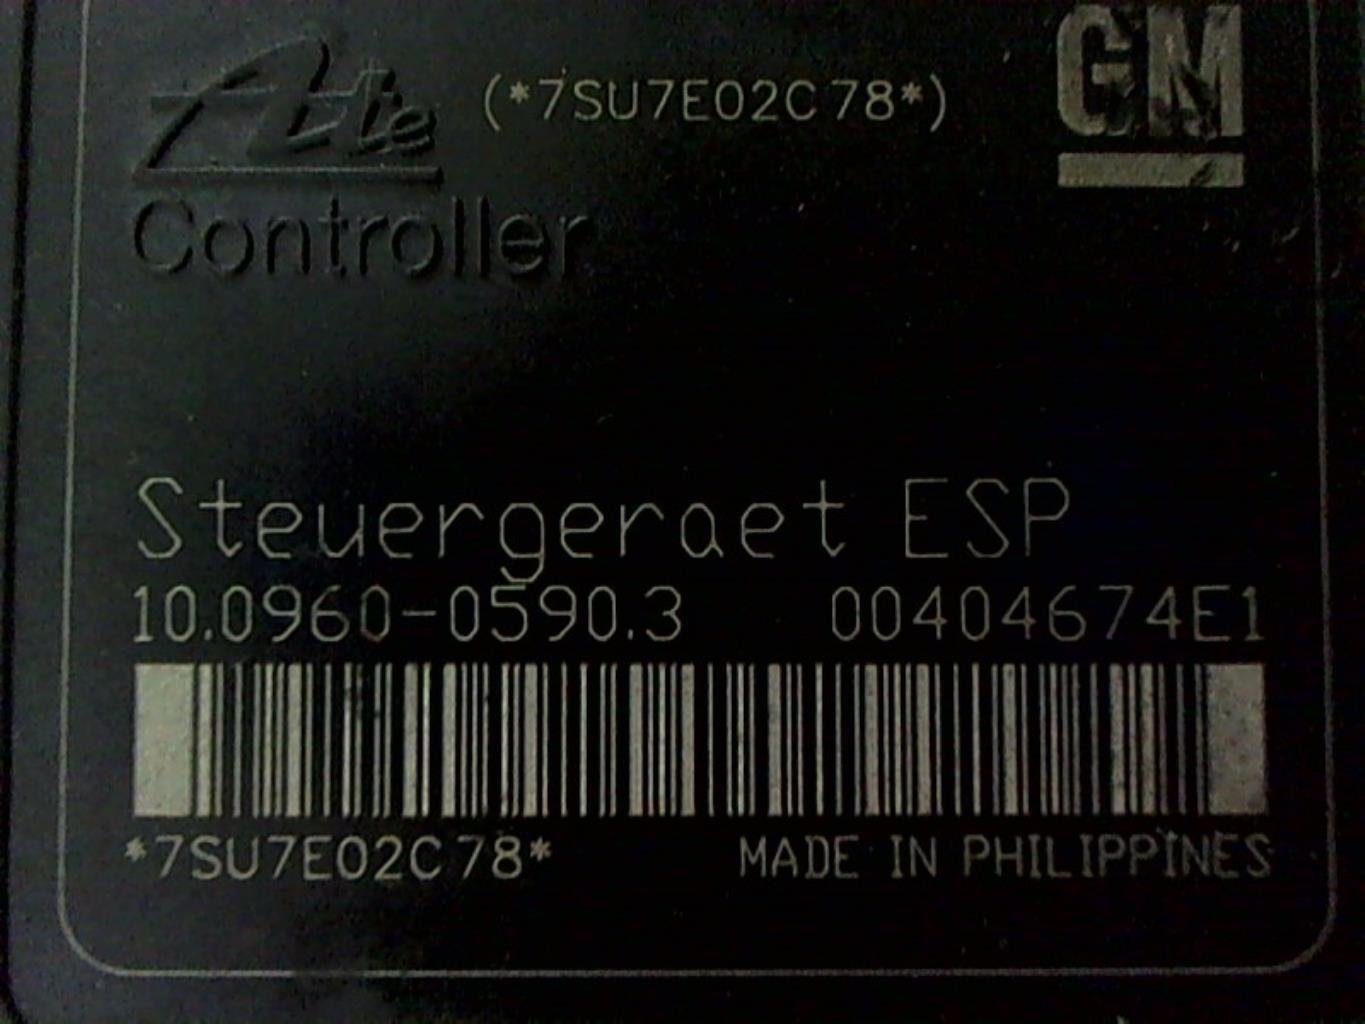 Ate (*7SU7E02C78*) GM
Controller
Steuergeraet ESP
10.0960-0590.3 00404674E1
*7SU7E02C78* MADE IN PHILIPPINES